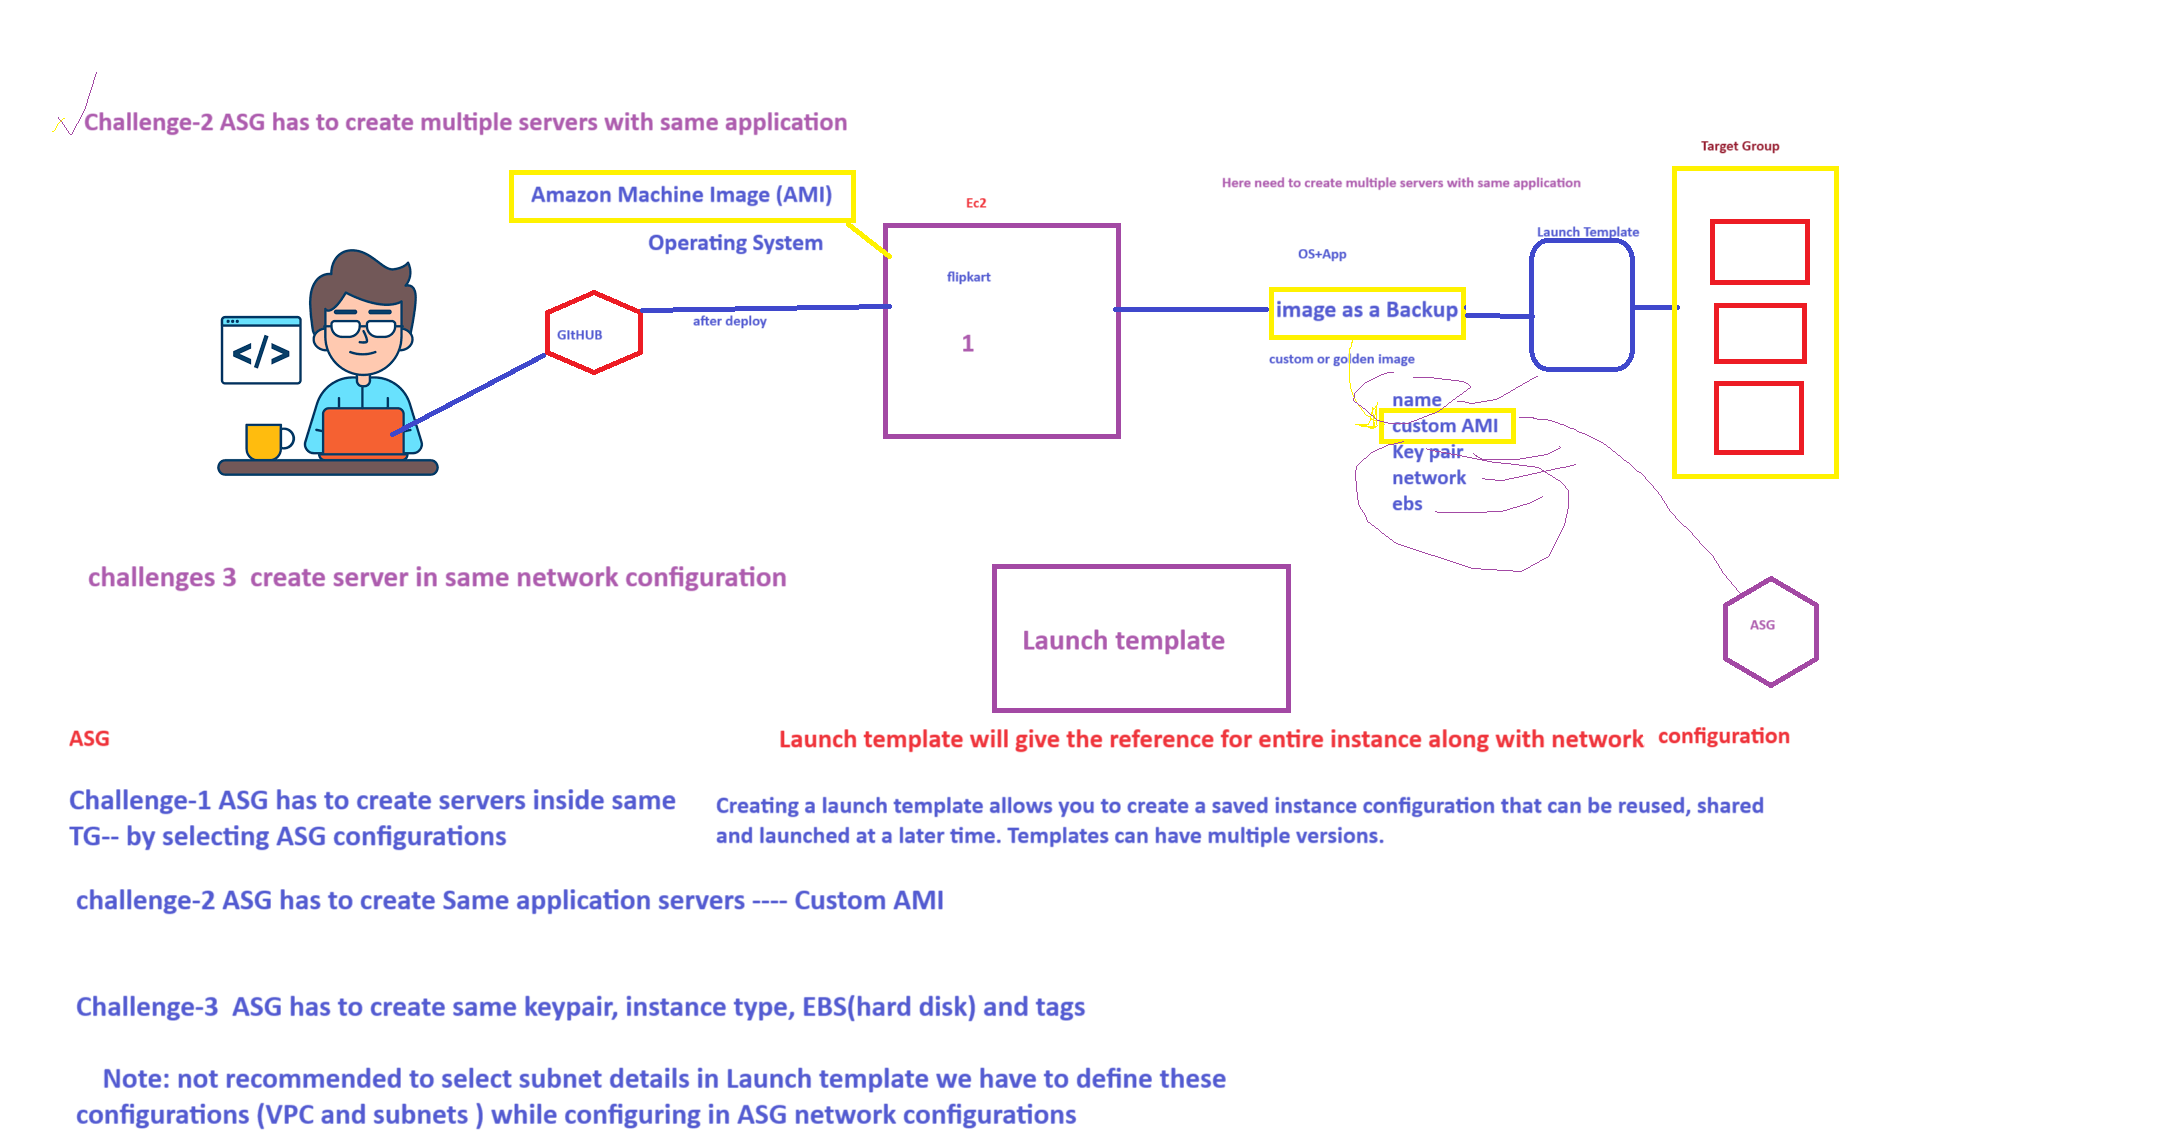 Challenge-2 ASG has to create multiple servers with same application
Target Group
Amazon Machine Image (AMI)
Here need to create multiple servers with same application
Ec2
Operating System
Launch Template
OS+App
flipkart
image as a Backup
after deploy
GItHUB
1
</>
custom or golden image
name
custom AMI
Key pair
network
ebs
challenges 3  create server in same network configuration
ASG
Launch template
ASG
Launch template will give the reference for entire instance along with network configuration
Challenge-1 ASG has to create servers inside same
TG-- by selecting ASG configurations
Creating a launch template allows you to create a saved instance configuration that can be reused, shared
and launched at a later time. Templates can have multiple versions.
challenge-2 ASG has to create Same application servers ---- Custom AMI
Challenge-3  ASG has to create same keypair, instance type, EBS(hard disk) and tags
Note: not recommended to select subnet details in Launch template we have to define these
configurations (VPC and subnets ) while configuring in ASG network configurations